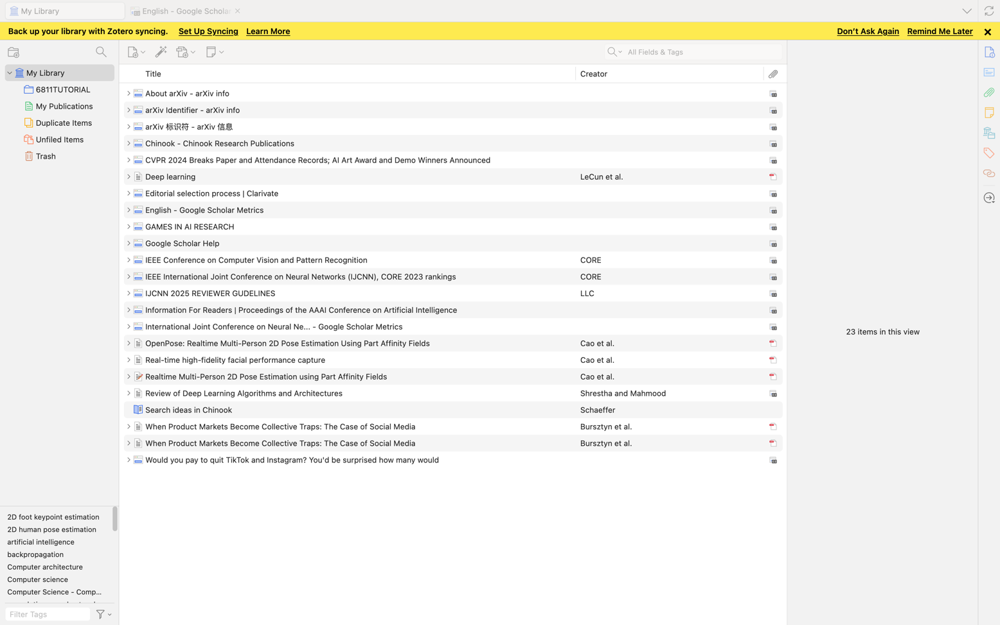 My Library
English - Google Scholar
Back up your library with Zotero syncing. Set Up Syncing Learn More Don't Ask Again Remind Me Later
All Fields & Tags
My Library
6811TUTORIAL
My Publications
Duplicate Items
Unfiled Items
Trash
Title Creator
About arXiv - arXiv info
arXiv Identifier - arXiv info
arXiv 标识符 - arXiv 信息
Chinook - Chinook Research Publications
CVPR 2024 Breaks Paper and Attendance Records; AI Art Award and Demo Winners Announced
Deep learning LeCun et al.
Editorial selection process | Clarivate
English - Google Scholar Metrics
GAMES IN AI RESEARCH
Google Scholar Help
IEEE Conference on Computer Vision and Pattern Recognition CORE
IEEE International Joint Conference on Neural Networks (IJCNN), CORE 2023 rankings CORE
IJCNN 2025 REVIEWER GUDELINES LLC
Information For Readers | Proceedings of the AAAI Conference on Artificial Intelligence
International Joint Conference on Neural Ne... - Google Scholar Metrics
OpenPose: Realtime Multi-Person 2D Pose Estimation Using Part Affinity Fields Cao et al.
Real-time high-fidelity facial performance capture Cao et al.
Realtime Multi-Person 2D Pose Estimation using Part Affinity Fields Cao et al.
Review of Deep Learning Algorithms and Architectures Shrestha and Mahmood
Search ideas in Chinook Schaeffer
When Product Markets Become Collective Traps: The Case of Social Media Bursztyn et al.
When Product Markets Become Collective Traps: The Case of Social Media Bursztyn et al.
Would you pay to quit TikTok and Instagram? You'd be surprised how many would
23 items in this view
2D foot keypoint estimation
2D human pose estimation
artificial intelligence
backpropagation
Computer architecture
Computer science
Computer Science - Comp...
Filter Tags